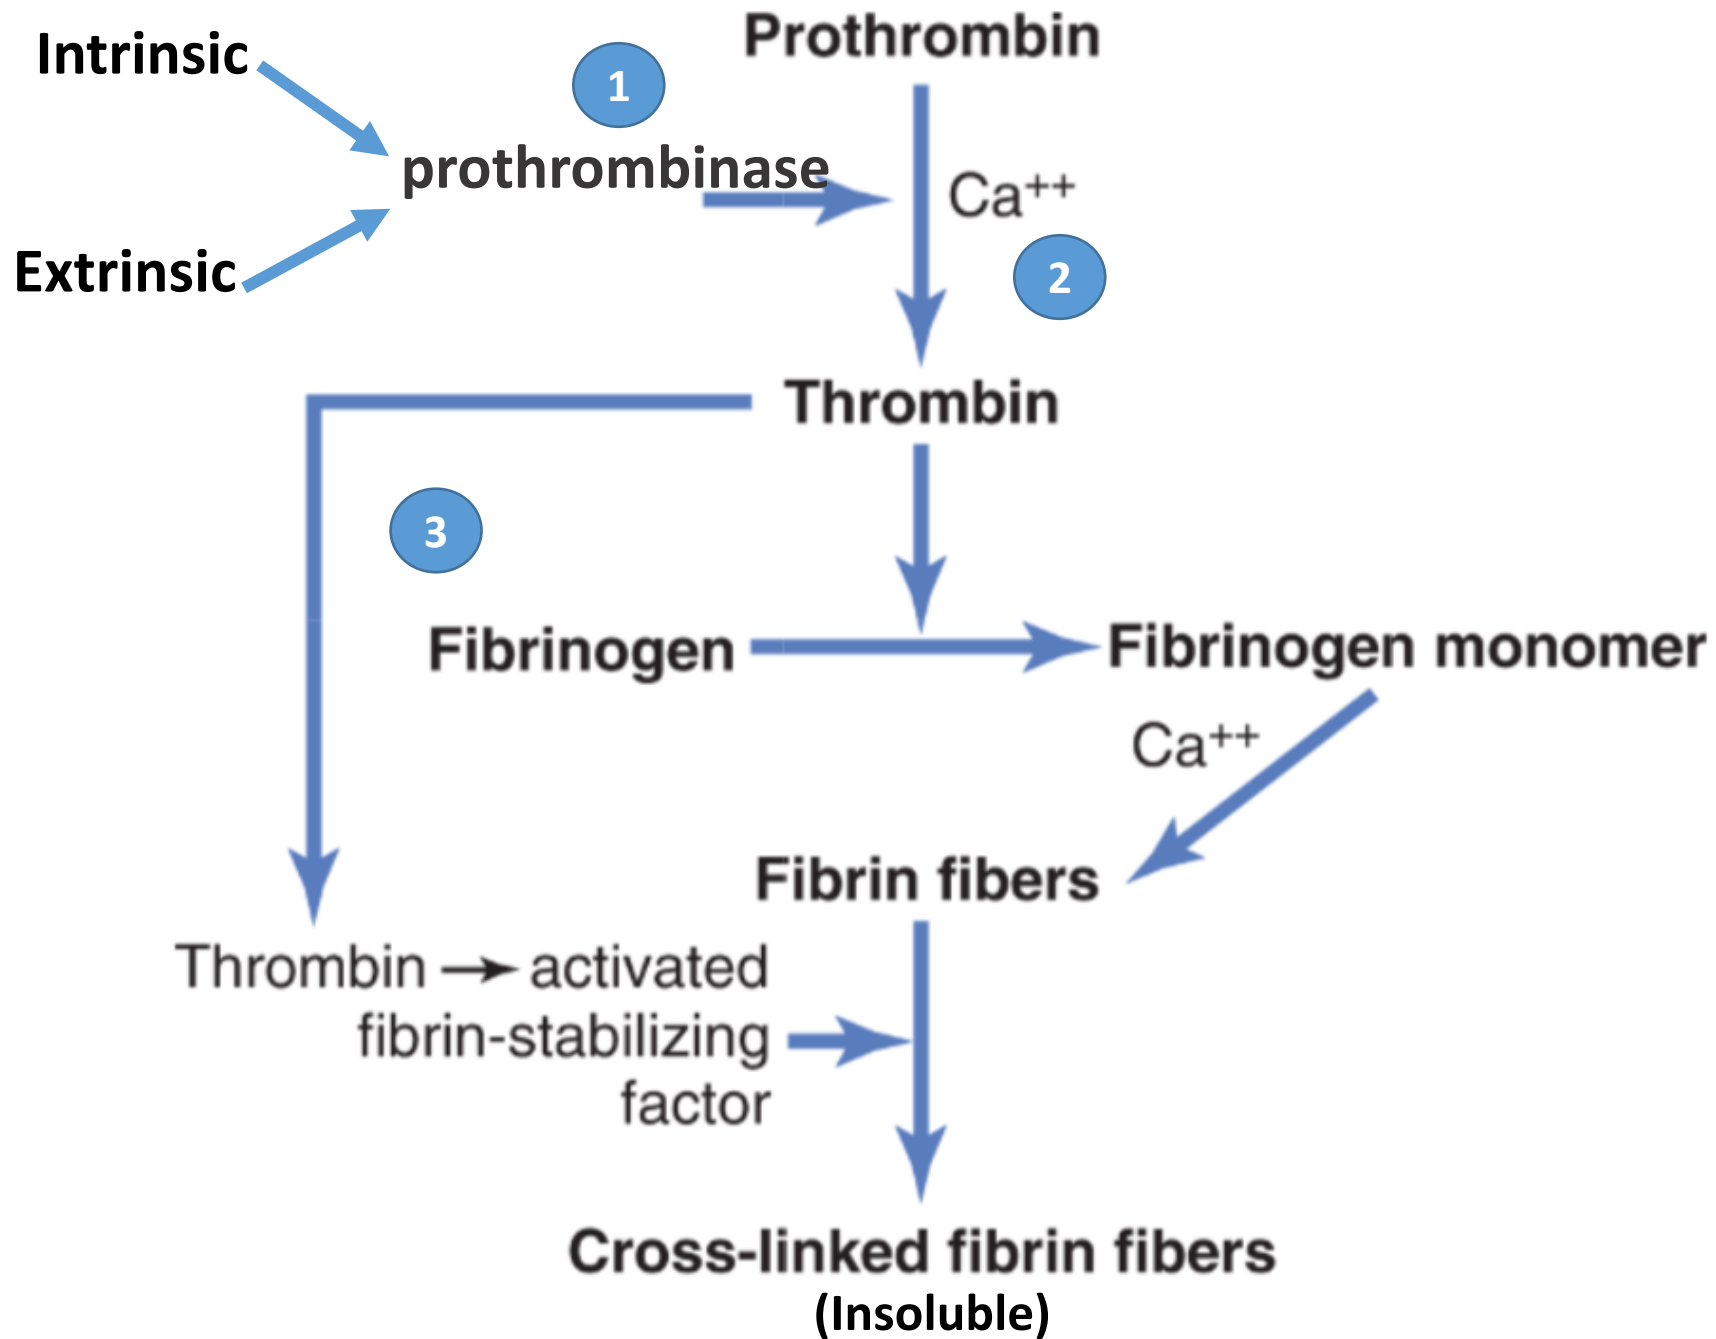 Intrinsic
Prothrombin
1
prothrombinase
Ca++
Extrinsic
2
Thrombin
3
Fibrinogen
Fibrinogen monomer
Ca++
Fibrin fibers
Thrombin → activated
fibrin-stabilizing
factor
Cross-linked fibrin fibers
(Insoluble)